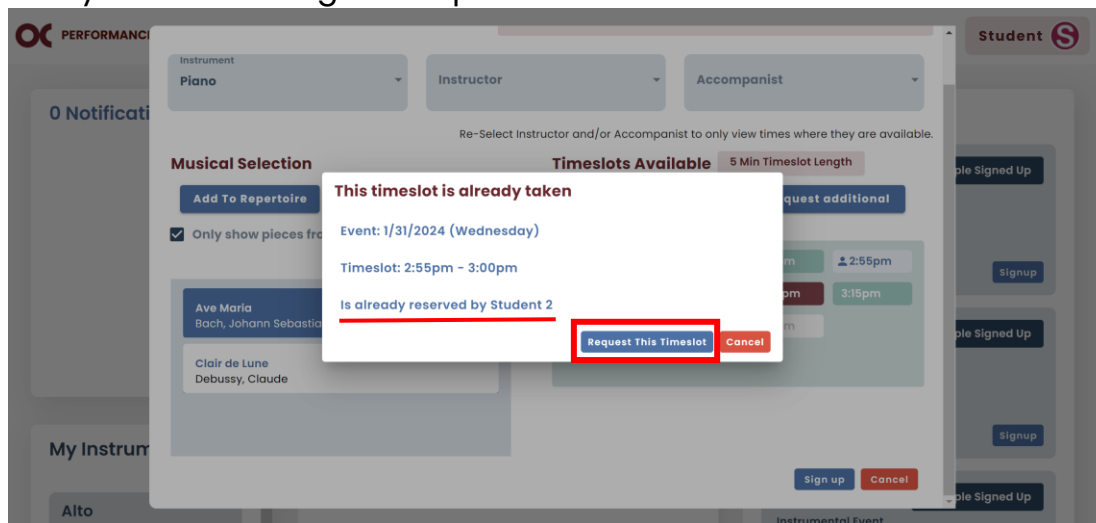 PERFORMANC
Student S
Instrument
Piano
Instructor
Accompanist
0 Notificati
Re-Select Instructor and/or Accompanist to only view times where they are available.
Musical Selection
Timeslots Available
5 Min Timeslot Length
ple Signed Up
Add To Repertoire
quest additional
This timeslot is already taken
Only show pieces fro
Event: 1/31/2024 (Wednesday)
m
2:55pm
Timeslot: 2:55pm - 3:00pm
Signup
pm
3:15pm
Ave Maria
Bach, Johann Sebastia
Is already reserved by Student 2
m
ple Signed Up
Request This Timeslot
Cancel
Clair de Lune
Debussy, Claude
My Instrum
Signup
Sign up
Cancel
ple Signed Up
Alto
Instrumental Event